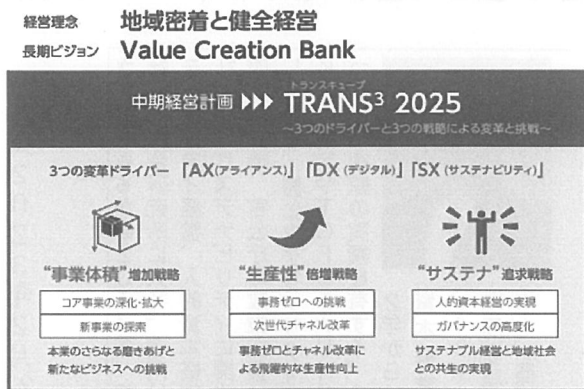 経営理念 地域密着と健全経営
長期ビジョン Value Creation Bank
トランスキューブ
中期経営計画 ▶▶▶ TRANS³ 2025
～3つのドライバーと3つの戦略による変革と挑戦～
3つの変革ドライバー 「AX(アライアンス)」「DX(デジタル)」「SX(サステナビリティ)」
“事業体積”増加戦略
コア事業の深化・拡大
新事業の探索
本業のさらなる磨きあげと
新たなビジネスへの挑戦
“生産性”倍増戦略
事務ゼロへの挑戦
次世代チャネル改革
事務ゼロとチャネル改革に
よる飛躍的な生産性向上
“サステナ”追求戦略
人的資本経営の実現
ガバナンスの高度化
サステナブル経営と地域社会
との共生の実現